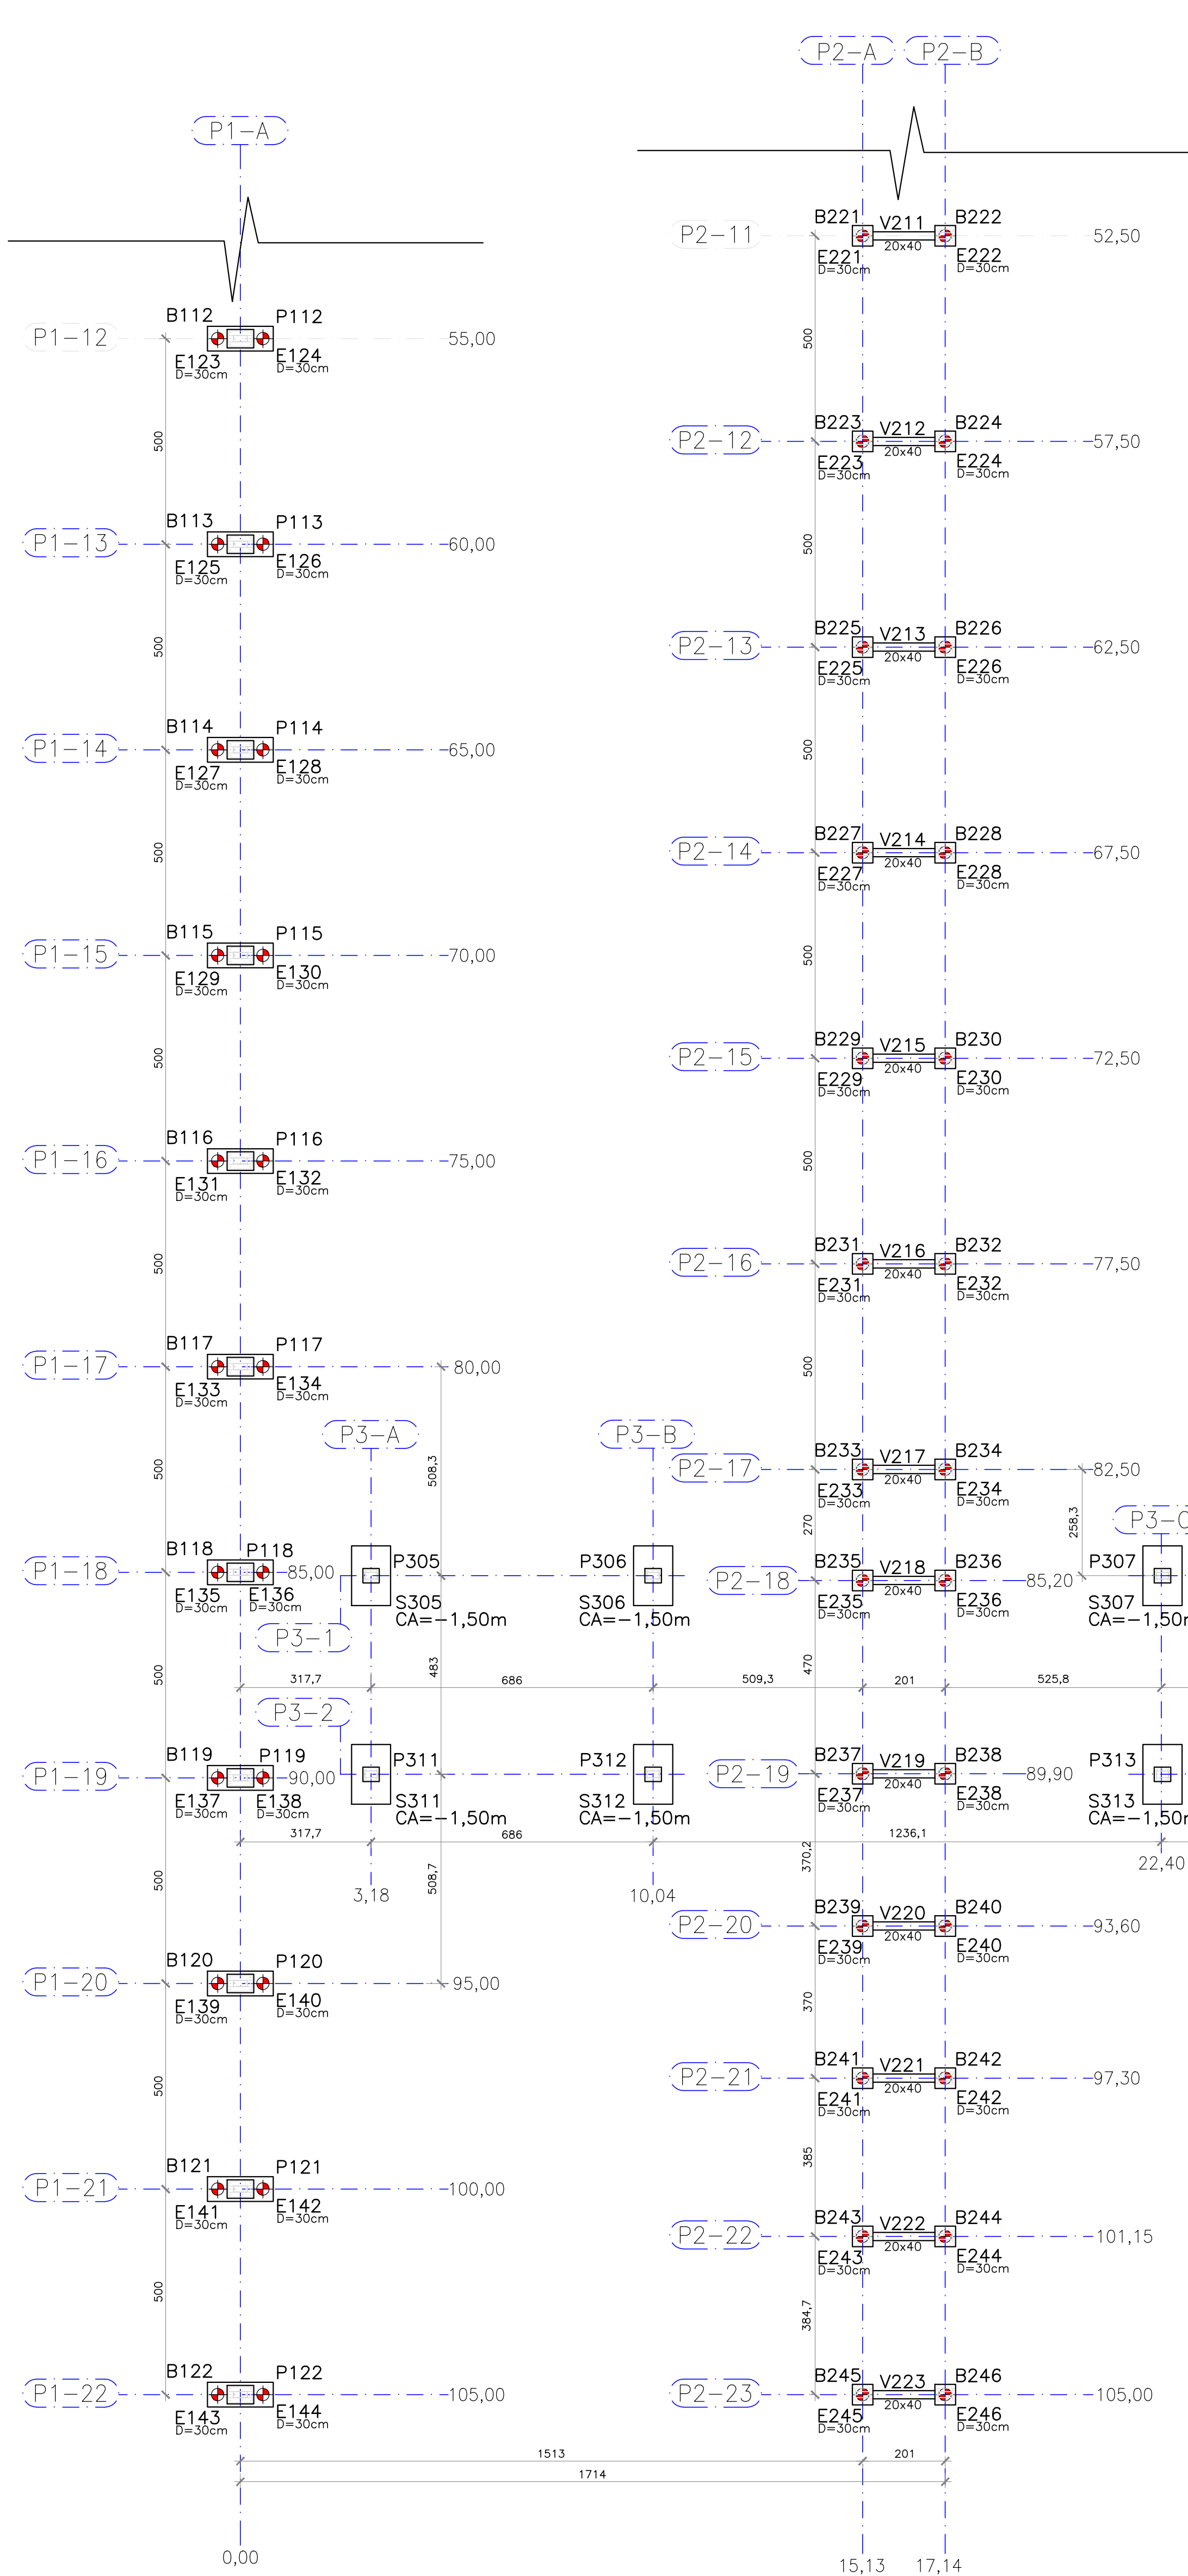 P2-A P2-B
P1-A
B221 V211 B222
P2-11 20x40 52,50
E221 E222
D=30cm D=30cm
B112 P112
P1-12 55,00
E123 E124
D=30cm D=30cm
500
500
B223 V212 B224
P2-12 20x40 57,50
E223 E224
D=30cm D=30cm
B113 P113
P1-13 60,00
E125 E126
D=30cm D=30cm
500
500
B225 V213 B226
P2-13 20x40 62,50
E225 E226
D=30cm D=30cm
B114 P114
P1-14 65,00
E127 E128
D=30cm D=30cm
500
500
B227 V214 B228
P2-14 20x40 67,50
E227 E228
D=30cm D=30cm
B115 P115
P1-15 70,00
E129 E130
D=30cm D=30cm
500
500
B229 V215 B230
P2-15 20x40 72,50
E229 E230
D=30cm D=30cm
B116 P116
P1-16 75,00
E131 E132
D=30cm D=30cm
500
500
B231 V216 B232
P2-16 20x40 77,50
E231 E232
D=30cm D=30cm
B117 P117
P1-17 80,00
E133 E134
D=30cm D=30cm
500
P3-A P3-B
500
508,3
B233 V217 B234
P2-17 20x40 82,50
E233 E234
D=30cm D=30cm
270
258,3
P3-C
B118 P118 P305 P306 B235 V218 B236 P307
P1-18 85,00 P2-18 20x40 85,20
E135 E136 S305 S306 E235 E236 S307
D=30cm D=30cm CA=-1,50m CA=-1,50m D=30cm D=30cm CA=-1,50m
P3-1
500
483
470
317,7 686 509,3 201 525,8
P3-2
B119 P119 P311 P312 B237 V219 B238 P313
P1-19 90,00 P2-19 20x40 89,90
E137 E138 S311 S312 E237 E238 S313
D=30cm D=30cm CA=-1,50m CA=-1,50m D=30cm D=30cm CA=-1,50m
317,7 686 1236,1
370,2
22,40
500
508,7
3,18 10,04
B239 V220 B240
P2-20 20x40 93,60
E239 E240
D=30cm D=30cm
B120 P120
P1-20 95,00
E139 E140
D=30cm D=30cm
370
B241 V221 B242
P2-21 20x40 97,30
E241 E242
D=30cm D=30cm
500
385
B121 P121
P1-21 100,00
E141 E142
D=30cm D=30cm
B243 V222 B244
P2-22 20x40 101,15
E243 E244
D=30cm D=30cm
500
384,7
B122 P122 B245 V223 B246
P1-22 105,00 P2-23 20x40 105,00
E143 E144 E245 E246
D=30cm D=30cm D=30cm D=30cm
1513 201
1714
0,00 15,13 17,14